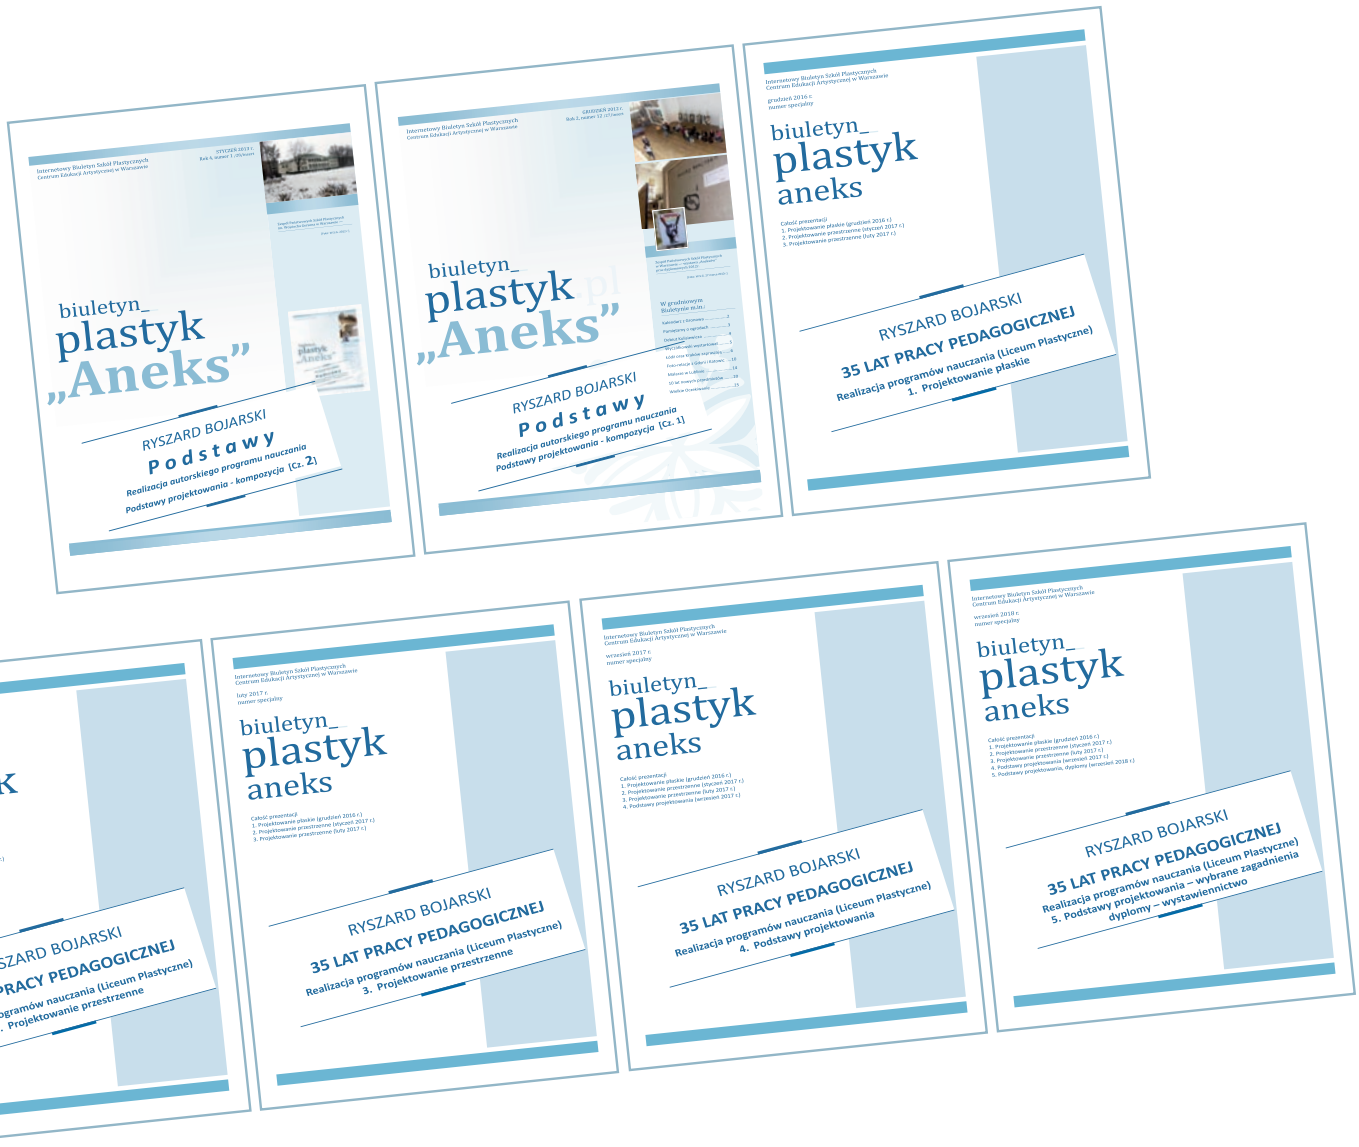 Internetowy Biuletyn Szkół Plastycznych
Centrum Edukacji Artystycznej w Warszawie
STYCZEŃ 2013 r.
biuletyn_
plastyk
„Aneks”
RYSZARD BOJARSKI
Podstawy
Realizacja autorskiego programu nauczania
Podstawy projektowania - kompozycja [Cz. 2]
Internetowy Biuletyn Szkół Plastycznych
Centrum Edukacji Artystycznej w Warszawie
GRUDZIEŃ 2012 r.
biuletyn_
plastyk.pl
„Aneks”
W grudniowym
Biuletynie m.in.:
RYSZARD BOJARSKI
Podstawy
Realizacja autorskiego programu nauczania
Podstawy projektowania - kompozycja [Cz. 1]
Internetowy Biuletyn Szkół Plastycznych
Centrum Edukacji Artystycznej w Warszawie
grudzień 2016 r.
numer specjalny
biuletyn_
plastyk
aneks
Całość prezentacji
1. Projektowanie płaskie (grudzień 2016 r.)
2. Projektowanie przestrzenne (styczeń 2017 r.)
3. Projektowanie przestrzenne (luty 2017 r.)
RYSZARD BOJARSKI
35 LAT PRACY PEDAGOGICZNEJ
Realizacja programów nauczania (Liceum Plastyczne)
1. Projektowanie płaskie
k
r.)
SZARD BOJARSKI
PRACY PEDAGOGICZNEJ
ogramów nauczania (Liceum Plastyczne)
. Projektowanie przestrzenne
Internetowy Biuletyn Szkół Plastycznych
Centrum Edukacji Artystycznej w Warszawie
luty 2017 r.
numer specjalny
biuletyn_
plastyk
aneks
Całość prezentacji
1. Projektowanie płaskie (grudzień 2016 r.)
2. Projektowanie przestrzenne (styczeń 2017 r.)
3. Projektowanie przestrzenne (luty 2017 r.)
RYSZARD BOJARSKI
35 LAT PRACY PEDAGOGICZNEJ
Realizacja programów nauczania (Liceum Plastyczne)
3. Projektowanie przestrzenne
Internetowy Biuletyn Szkół Plastycznych
Centrum Edukacji Artystycznej w Warszawie
wrzesień 2017 r.
numer specjalny
biuletyn_
plastyk
aneks
Całość prezentacji
1. Projektowanie płaskie (grudzień 2016 r.)
2. Projektowanie przestrzenne (styczeń 2017 r.)
3. Projektowanie przestrzenne (luty 2017 r.)
4. Podstawy projektowania (wrzesień 2017 r.)
RYSZARD BOJARSKI
35 LAT PRACY PEDAGOGICZNEJ
Realizacja programów nauczania (Liceum Plastyczne)
4. Podstawy projektowania
Internetowy Biuletyn Szkół Plastycznych
Centrum Edukacji Artystycznej w Warszawie
wrzesień 2018 r.
numer specjalny
biuletyn_
plastyk
aneks
Całość prezentacji
1. Projektowanie płaskie (grudzień 2016 r.)
2. Projektowanie przestrzenne (styczeń 2017 r.)
3. Projektowanie przestrzenne (luty 2017 r.)
4. Podstawy projektowania (wrzesień 2017 r.)
5. Podstawy projektowania, dyplomy (wrzesień 2018 r.)
RYSZARD BOJARSKI
35 LAT PRACY PEDAGOGICZNEJ
Realizacja programów nauczania (Liceum Plastyczne)
5. Podstawy projektowania – wybrane zagadnienia
dyplomy – wystawiennictwo